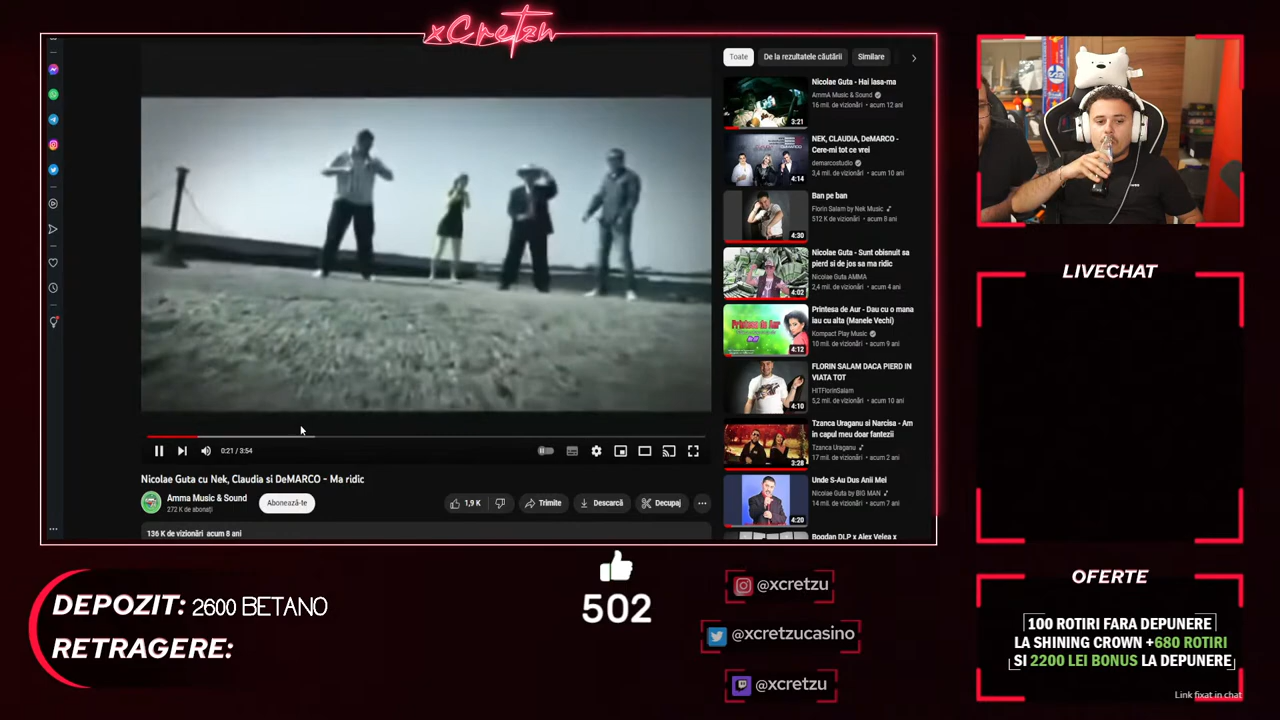 xCretzu
Toate
De la rezultatele căutării
Similare
Nicolae Guta - Hai lasa-ma
AmmA Music & Sound
16 mil. de vizionări • acum 12 ani
3:21
NEK, CLAUDIA, DeMARCO -
Cere-mi tot ce vrei
demarcostudio
3,4 mil. de vizionări • acum 10 ani
4:14
Ban pe ban
Florin Salam by Nek Music
512 K de vizionări • acum 8 ani
4:30
Nicolae Guta - Sunt obisnuit sa
pierd si de jos sa ma ridic
Nicolae Guta AMMA
2,4 mil. de vizionări • acum 4 ani
4:02
Printesa de Aur - Dau cu o mana
iau cu alta (Manele Vechi)
Kompact Play Music
10 mil. de vizionări • acum 9 ani
Printesa de Aur
4:12
FLORIN SALAM DACA PIERD IN
VIATA TOT
HITFlorinSalam
5,2 mil. de vizionări • acum 10 ani
4:10
Tzanca Uraganu si Narcisa - Am
in capul meu doar fantezii
Tzanca Uraganu
17 mil. de vizionări • acum 2 ani
3:28
Unde S-Au Dus Anii Mei
Nicolae Guta by BIG MAN
14 mil. de vizionări • acum 7 ani
4:20
Bogdan DLP x Alex Velea x
0:21 / 3:54
Nicolae Guta cu Nek, Claudia si DeMARCO - Ma ridic
Amma Music & Sound
272 K de abonați
Abonează-te
1,9 K
Trimite
Descarcă
Decupaj
136 K de vizionări acum 8 ani
LIVECHAT
DEPOZIT: 2600 BETANO
RETRAGERE:
502
@xcretzu
@xcretzucasino
@xcretzu
OFERTE
100 ROTIRI FARA DEPUNERE
LA SHINING CROWN +680 ROTIRI
SI 2200 LEI BONUS LA DEPUNERE
Link fixat in chat